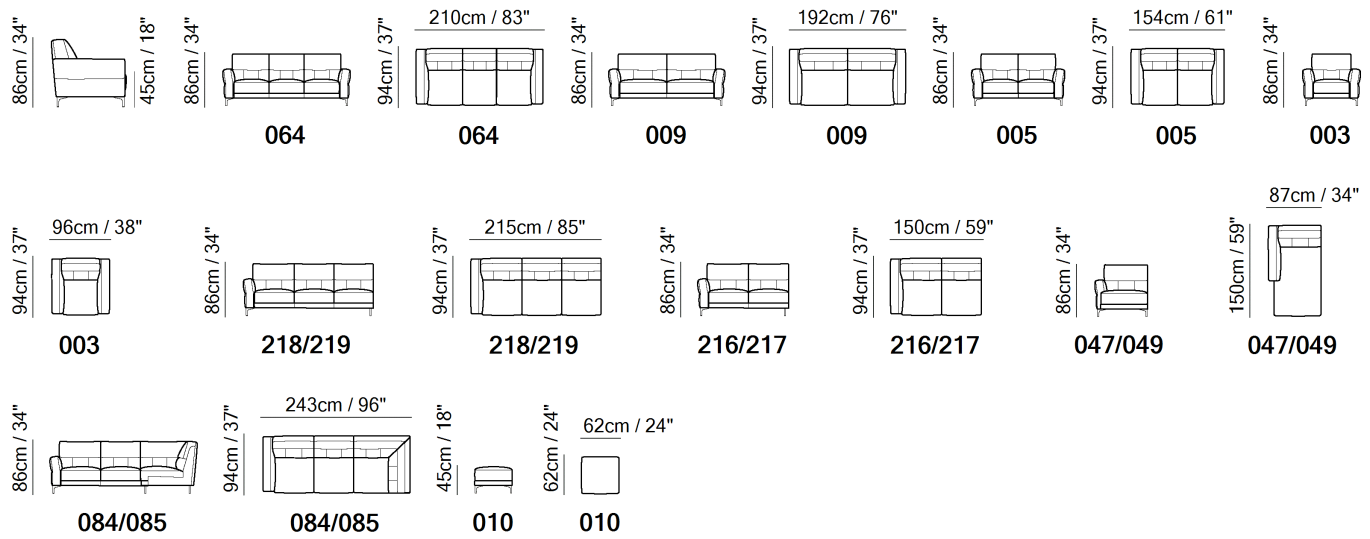 86cm / 34"
45cm / 18"
86cm / 34"
064
94cm / 37"
210cm / 83"
064
86cm / 34"
009
94cm / 37"
192cm / 76"
009
86cm / 34"
005
94cm / 37"
154cm / 61"
005
86cm / 34"
003
94cm / 37"
96cm / 38"
003
86cm / 34"
218/219
94cm / 37"
215cm / 85"
218/219
86cm / 34"
216/217
94cm / 37"
150cm / 59"
216/217
86cm / 34"
047/049
150cm / 59"
87cm / 34"
047/049
86cm / 34"
084/085
94cm / 37"
243cm / 96"
084/085
45cm / 18"
010
62cm / 24"
62cm / 24"
010